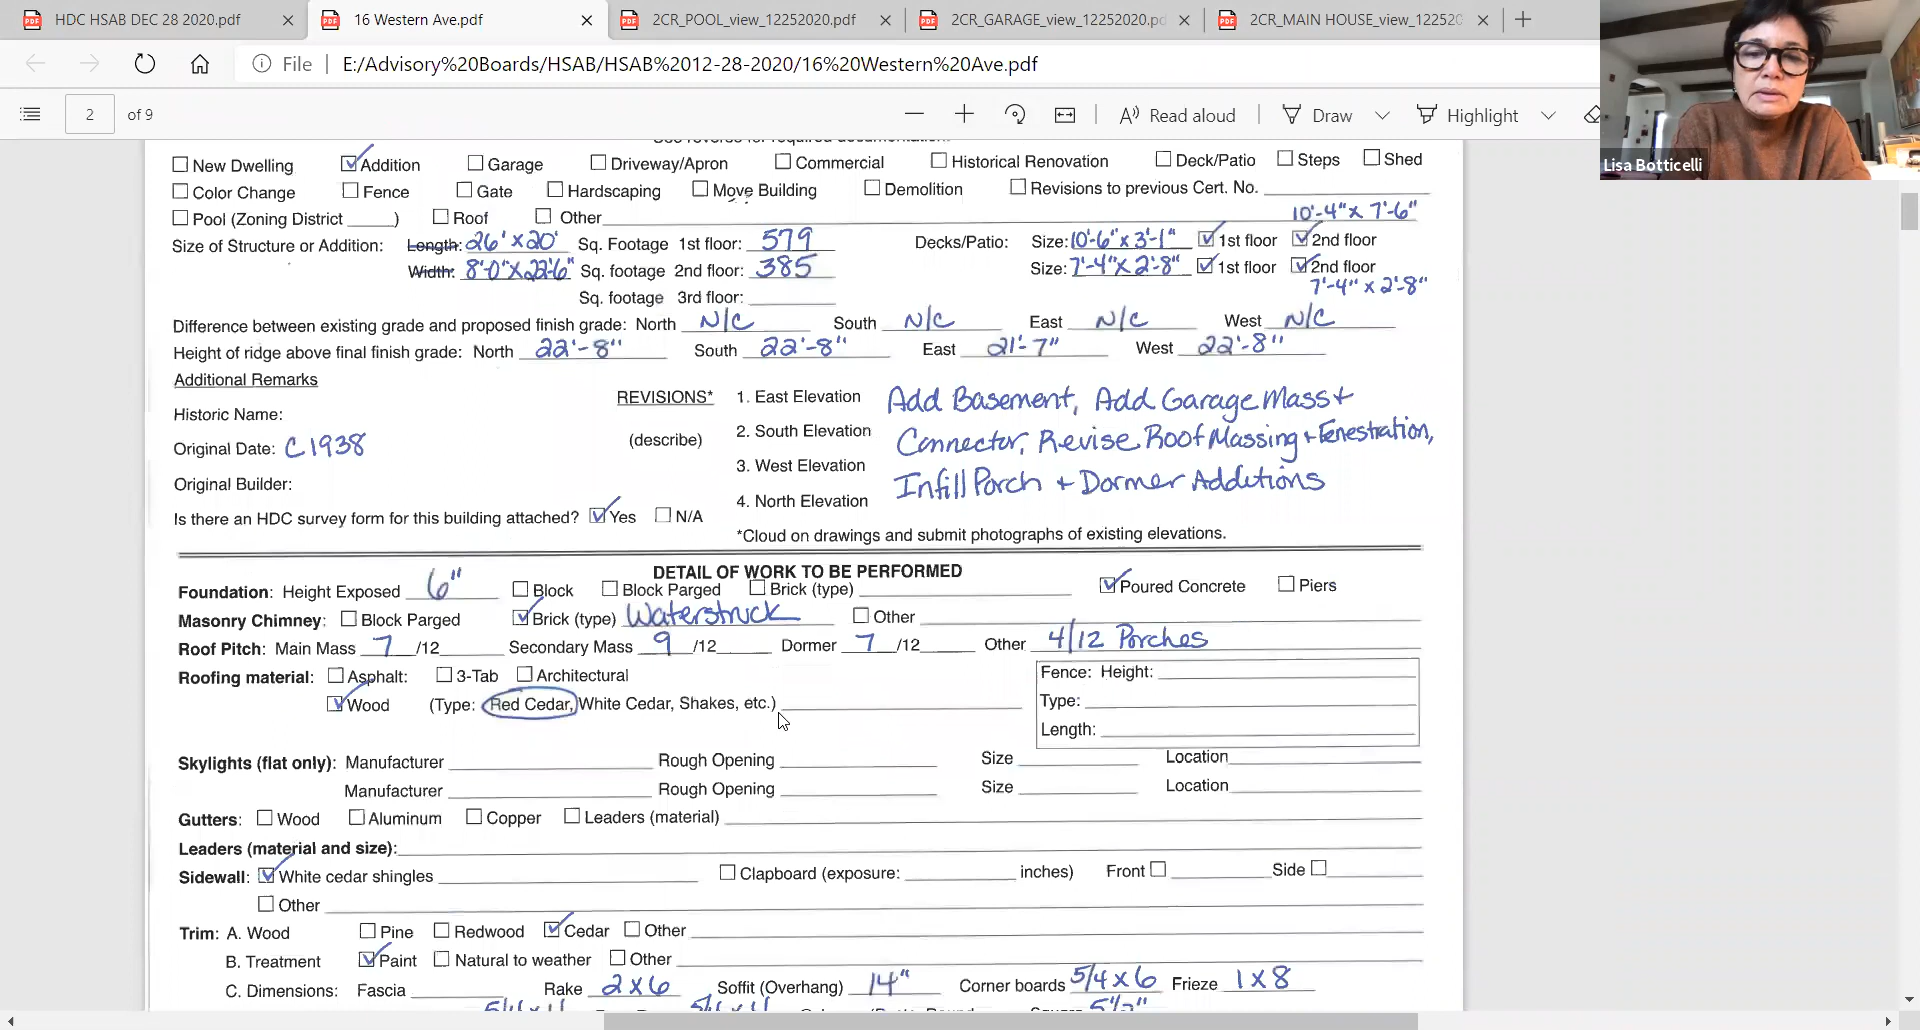 HDC HSAB DEC 28 2020.pdf
16 Western Ave.pdf
2CR_POOL_view_12252020.pdf
2CR_GARAGE_view_12252020.pd
2CR_MAIN HOUSE_view_12252
File E:/Advisory%20Boards/HSAB/HSAB%2012-28-2020/16%20Western%20Ave.pdf
2 of 9 Read aloud Draw Highlight
Lisa Botticelli
New Dwelling Addition Garage Driveway/Apron Commercial Historical Renovation Deck/Patio Steps Shed
Color Change Fence Gate Hardscaping Move Building Demolition Revisions to previous Cert. No.
Pool (Zoning District ) Roof Other 10'-4" x 7'-6"
Size of Structure or Addition: Length: 26' x 20' Sq. Footage 1st floor: 579 Decks/Patio: Size: 10'-6" x 3'-1" 1st floor 2nd floor
Width: 8'-0" x 22'-6" Sq. footage 2nd floor: 385 Size: 7'-4" x 2'-8" 1st floor 2nd floor
Sq. footage 3rd floor: 7'-4" x 2'-8"
Difference between existing grade and proposed finish grade: North N/C South N/C East N/C West N/C
Height of ridge above final finish grade: North 22'-8" South 22'-8" East 21'-7" West 22'-8"
Additional Remarks
Historic Name: REVISIONS* 1. East Elevation Add Basement, Add Garage Mass +
Original Date: C1938 (describe) 2. South Elevation Connector, Revise Roof Massing + Fenestration,
3. West Elevation Infill Porch + Dormer Additions
Original Builder: 4. North Elevation
Is there an HDC survey form for this building attached? Yes N/A
*Cloud on drawings and submit photographs of existing elevations.
DETAIL OF WORK TO BE PERFORMED
Foundation: Height Exposed 6" Block Block Parged Brick (type) Poured Concrete Piers
Masonry Chimney: Block Parged Brick (type) Waterstruck Other
Roof Pitch: Main Mass 7 /12 Secondary Mass 9 /12 Dormer 7 /12 Other 4/12 Porches
Roofing material: Asphalt: 3-Tab Architectural
Wood (Type: Red Cedar, White Cedar, Shakes, etc.)
Fence: Height:
Type:
Length:
Skylights (flat only): Manufacturer Rough Opening Size Location
Manufacturer Rough Opening Size Location
Gutters: Wood Aluminum Copper Leaders (material)
Leaders (material and size):
Sidewall: White cedar shingles Clapboard (exposure: inches) Front Side
Other
Trim: A. Wood Pine Redwood Cedar Other
B. Treatment Paint Natural to weather Other
C. Dimensions: Fascia Rake 2 x 6 Soffit (Overhang) 14" Corner boards 5/4 x 6 Frieze 1 x 8